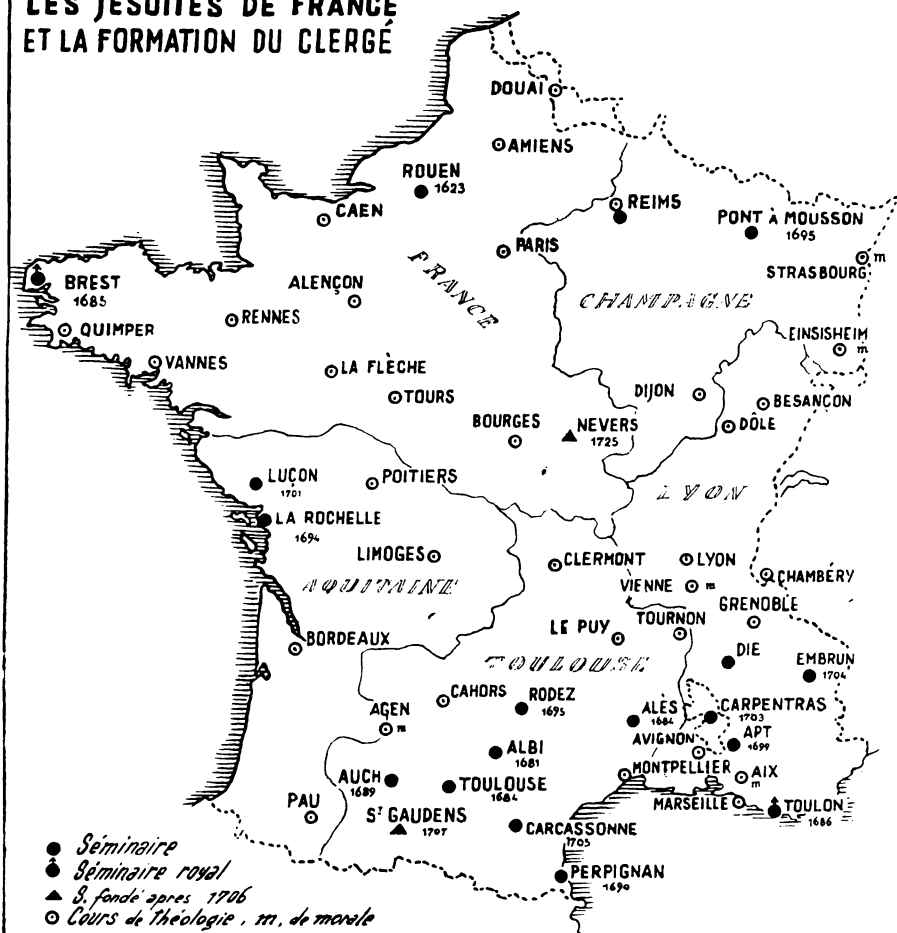 LES JÉSUITES DE FRANCE
ET LA FORMATION DU CLERGÉ
DOUAI
AMIENS
ROUEN
1623
REIMS
CAEN
PONT À MOUSSON
1695
PARIS
STRASBOURG m
FRANCE
BREST
1685
ALENÇON
CHAMPAGNE
RENNES
QUIMPER
EINSISHEIM
m
VANNES
LA FLÈCHE
DIJON
TOURS
BESANÇON
BOURGES
NEVERS
1725
DÔLE
LUÇON
1701
POITIERS
LYON
LA ROCHELLE
1694
LIMOGES
CLERMONT
LYON
AQUITAINE
VIENNE m
CHAMBÉRY
GRENOBLE
BORDEAUX
LE PUY
TOURNON
TOULOUSE
DIE
EMBRUN
1704
CAHORS
RODEZ
1695
AGEN
m
ALÈS
1684
CARPENTRAS
1703
AVIGNON
APT
1699
ALBI
1681
AUCH
1689
TOULOUSE
1684
MONTPELLIER
AIX
m
PAU
ST GAUDENS
1707
MARSEILLE
TOULON
1686
CARCASSONNE
1705
PERPIGNAN
1690
Séminaire
Séminaire royal
S. fondé apres 1706
Cours de Théologie, m, de morale